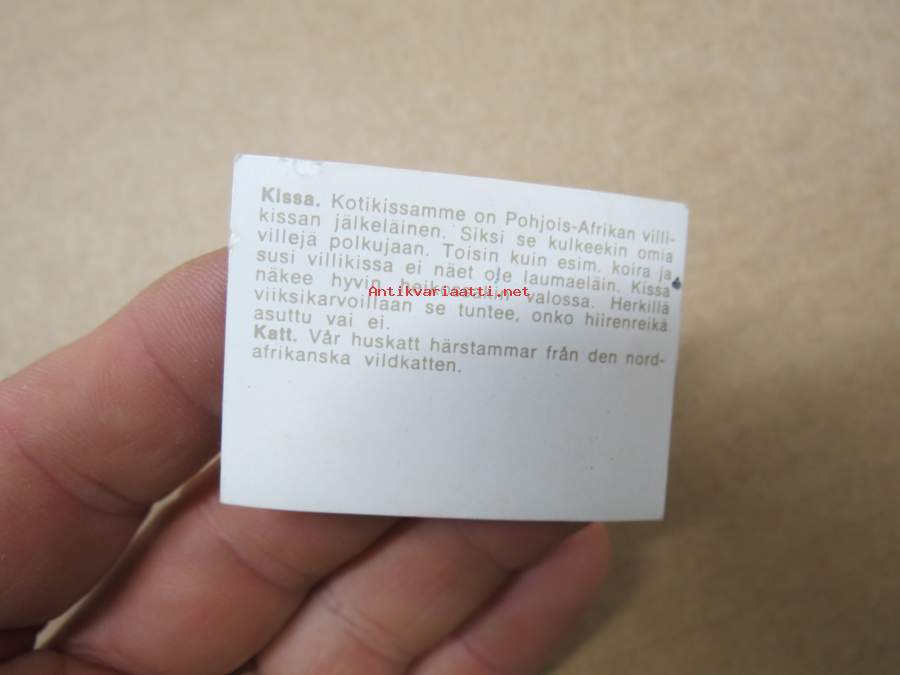 Kissa. Kotikissamme on Pohjois-Afrikan villi-
kissan jälkeläinen. Siksi se kulkeekin omia
villejä polkujaan. Toisin kuin esim. koira ja
susi villikissa ei näet ole laumaeläin. Kissa
näkee hyvin valossa. Herkillä
Antikvariaatti.net
viiksikarvoillaan se tuntee, onko hiirenreikä
asuttu vai ei.
Katt. Vår huskatt härstammar från den nord-
afrikanska vildkatten.